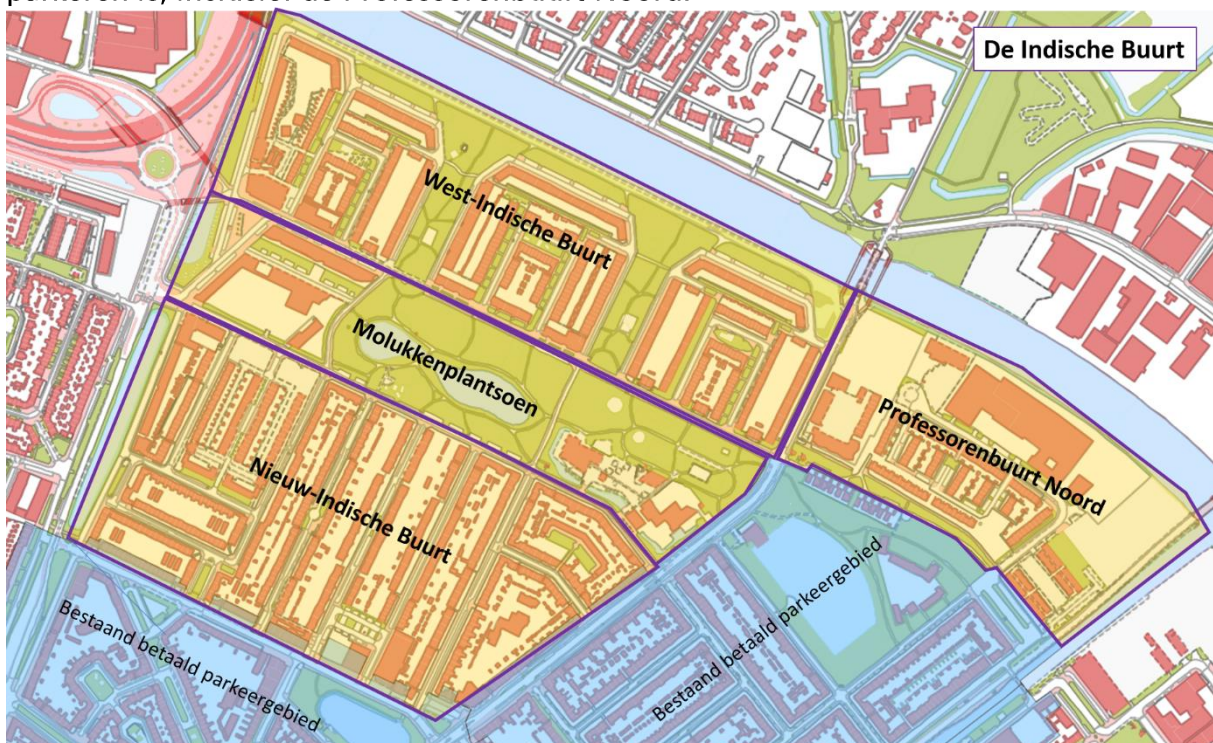 De Indische Buurt
West-Indische Buurt
Molukkenplantsoen
Professorenbuurt Noord
Nieuw-Indische Buurt
Bestaand betaald parkeergebied
Bestaand betaald parkeergebied